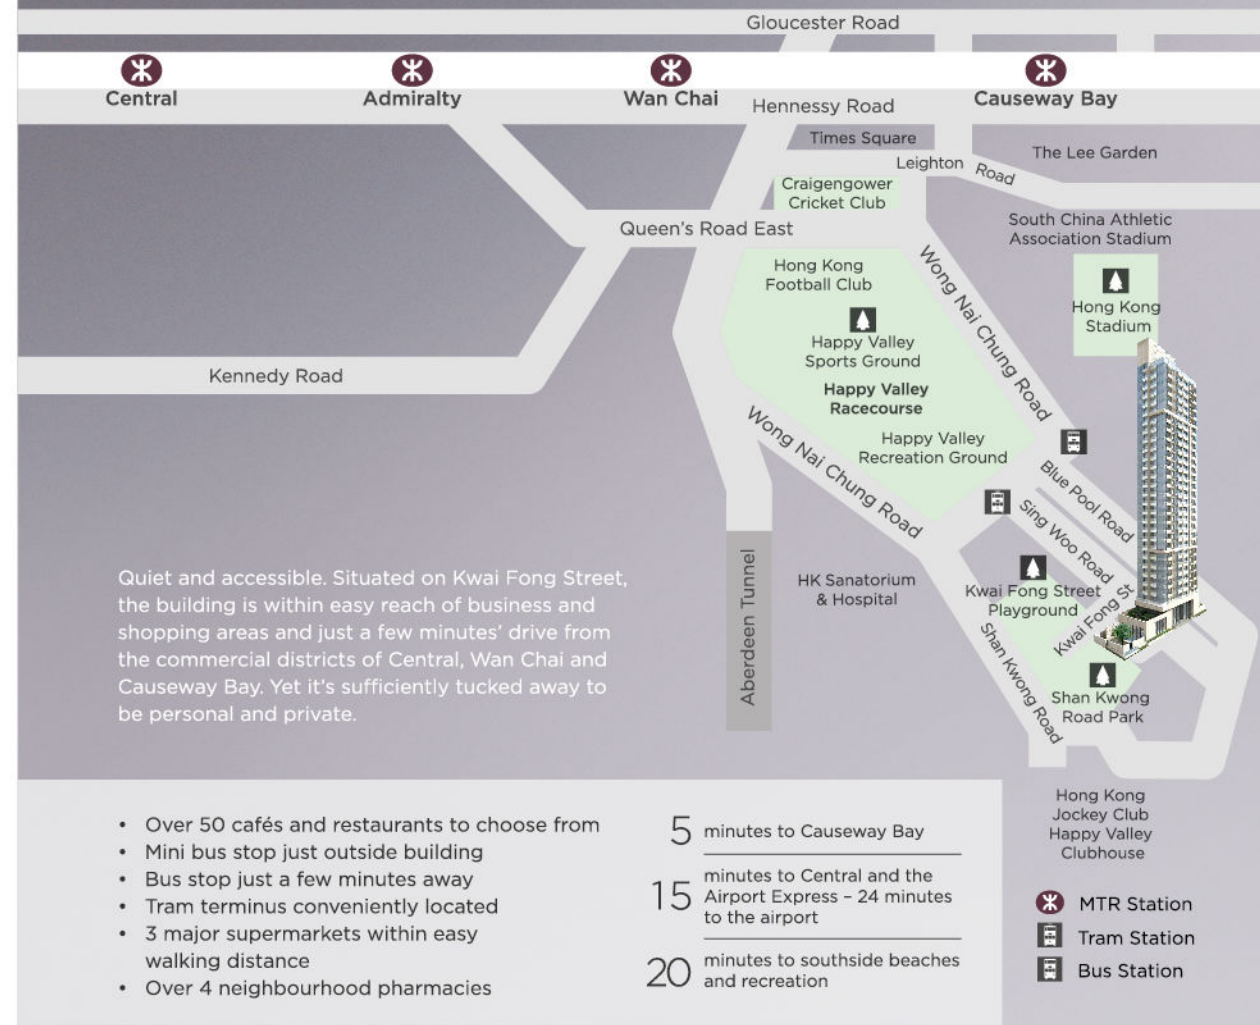 Gloucester Road
Central
Admiralty
Wan Chai
Causeway Bay
Hennessy Road
Times Square
The Lee Garden
Leighton Road
Craigengower
Cricket Club
South China Athletic
Association Stadium
Queen's Road East
Wong Nai Chung Road
Hong Kong
Football Club
Hong Kong
Stadium
Happy Valley
Sports Ground
Kennedy Road
Happy Valley
Racecourse
Wong Nai Chung Road
Happy Valley
Recreation Ground
Blue Pool Road
Sing Woo Road
Aberdeen Tunnel
HK Sanatorium
& Hospital
Kwai Fong Street
Playground
Kwai Fong St
Shan Kwong Road
Shan Kwong
Road Park
Quiet and accessible. Situated on Kwai Fong Street,
the building is within easy reach of business and
shopping areas and just a few minutes' drive from
the commercial districts of Central, Wan Chai and
Causeway Bay. Yet it's sufficiently tucked away to
be personal and private.
• Over 50 cafés and restaurants to choose from
• Mini bus stop just outside building
• Bus stop just a few minutes away
• Tram terminus conveniently located
• 3 major supermarkets within easy
walking distance
• Over 4 neighbourhood pharmacies
5 minutes to Causeway Bay
15 minutes to Central and the
Airport Express – 24 minutes
to the airport
20 minutes to southside beaches
and recreation
Hong Kong
Jockey Club
Happy Valley
Clubhouse
MTR Station
Tram Station
Bus Station